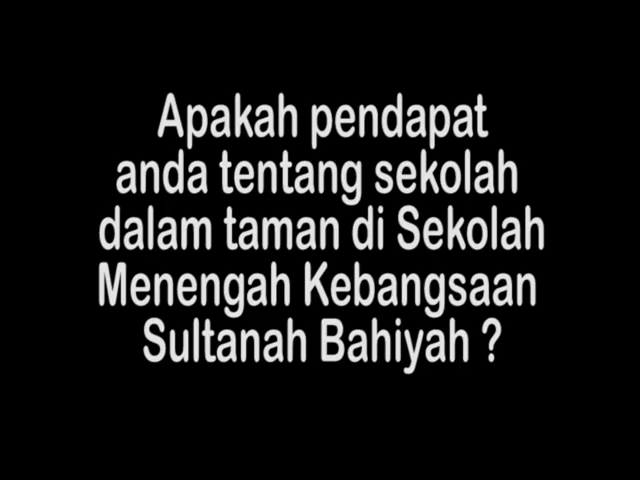 Apakah pendapat
anda tentang sekolah
dalam taman di Sekolah
Menengah Kebangsaan
Sultanah Bahiyah ?